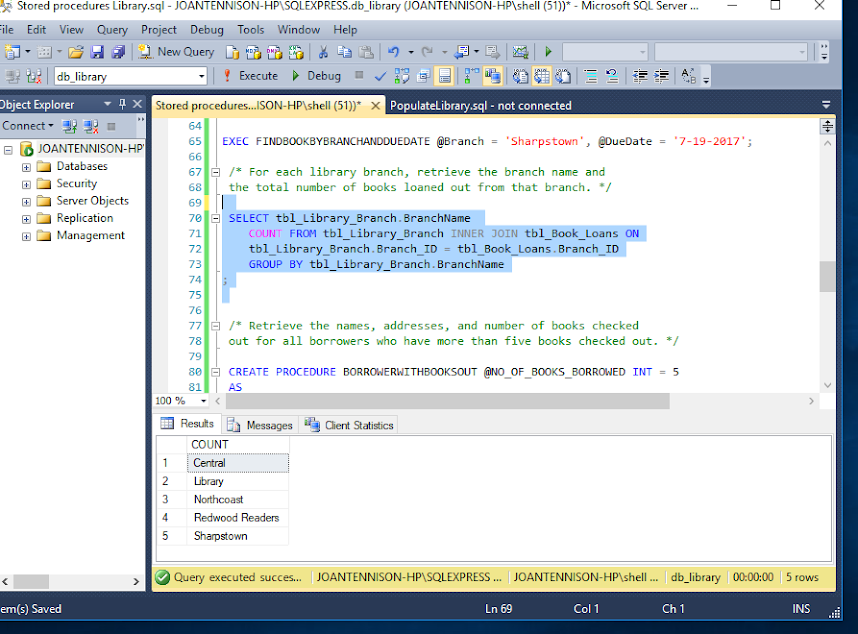 Stored procedures Library.sql - JOANTENNISON-HP\SQLEXPRESS.db_library (JOANTENNISON-HP\shell (51))* - Microsoft SQL Server ...
File Edit View Query Project Debug Tools Window Help
New Query
db_library Execute Debug
Object Explorer
Stored procedures...ISON-HP\shell (51))* PopulateLibrary.sql - not connected
Connect
JOANTENNISON-HP
Databases
Security
Server Objects
Replication
Management
64
65 EXEC FINDBOOKBYBRANCHANDDUEDATE @Branch = 'Sharpstown', @DueDate = '7-19-2017';
66
67 /* For each library branch, retrieve the branch name and
68 the total number of books loaned out from that branch. */
69
70 SELECT tbl_Library_Branch.BranchName
71 COUNT FROM tbl_Library_Branch INNER JOIN tbl_Book_Loans ON
72 tbl_Library_Branch.Branch_ID = tbl_Book_Loans.Branch_ID
73 GROUP BY tbl_Library_Branch.BranchName
74 ;
75
76
77 /* Retrieve the names, addresses, and number of books checked
78 out for all borrowers who have more than five books checked out. */
79
80 CREATE PROCEDURE BORROWERWITHBOOKSOUT @NO_OF_BOOKS_BORROWED INT = 5
81 AS
100 %
Results Messages Client Statistics
COUNT
1 Central
2 Library
3 Northcoast
4 Redwood Readers
5 Sharpstown
Query executed succes... JOANTENNISON-HP\SQLEXPRESS ... JOANTENNISON-HP\shell ... db_library 00:00:00 5 rows
em(s) Saved Ln 69 Col 1 Ch 1 INS